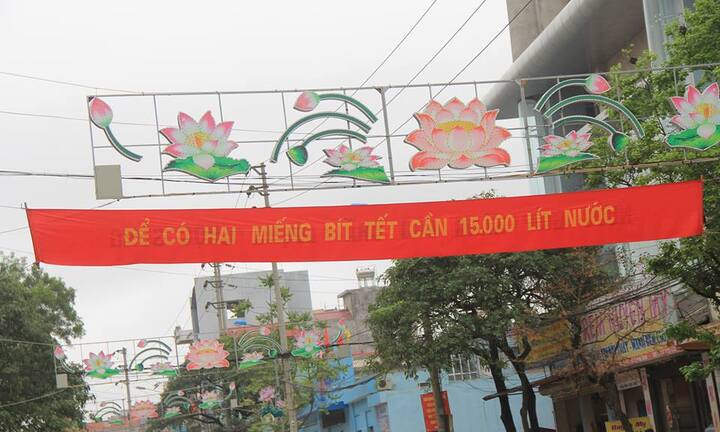 ĐỂ CÓ HAI MIẾNG BÍT TẾT CẦN 15.000 LÍT NƯỚC